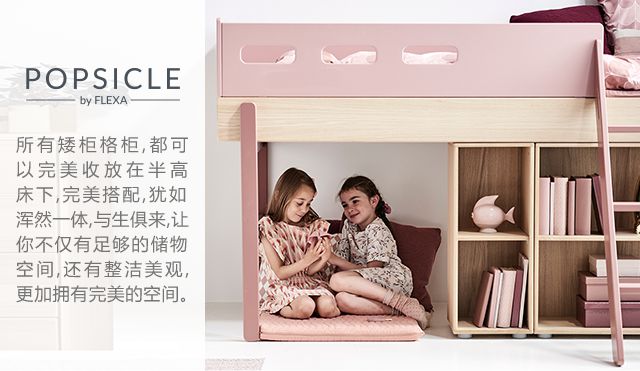 POPSICLE
by FLEXA
所有矮柜格柜,都可
以完美收放在半高
床下,完美搭配,犹如
浑然一体,与生俱来,让
你不仅有足够的储物
空间,还有整洁美观,
更加拥有完美的空间。